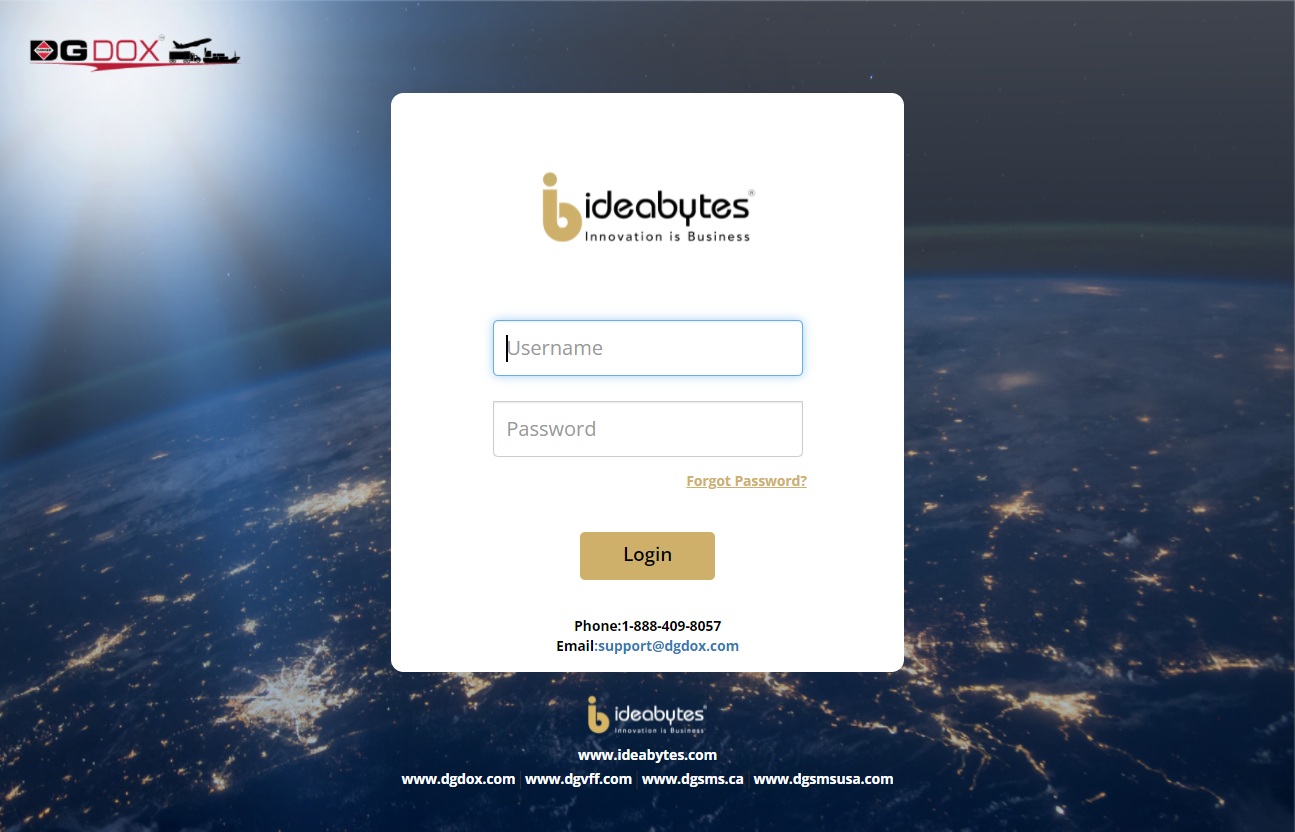 DGDOX
ideabytes®
Innovation is Business
Username
Password
Forgot Password?
Login
Phone:1-888-409-8057
Email:support@dgdox.com
ideabytes®
Innovation is Business
www.ideabytes.com
www.dgdox.com www.dgvff.com www.dgsms.ca www.dgsmsusa.com